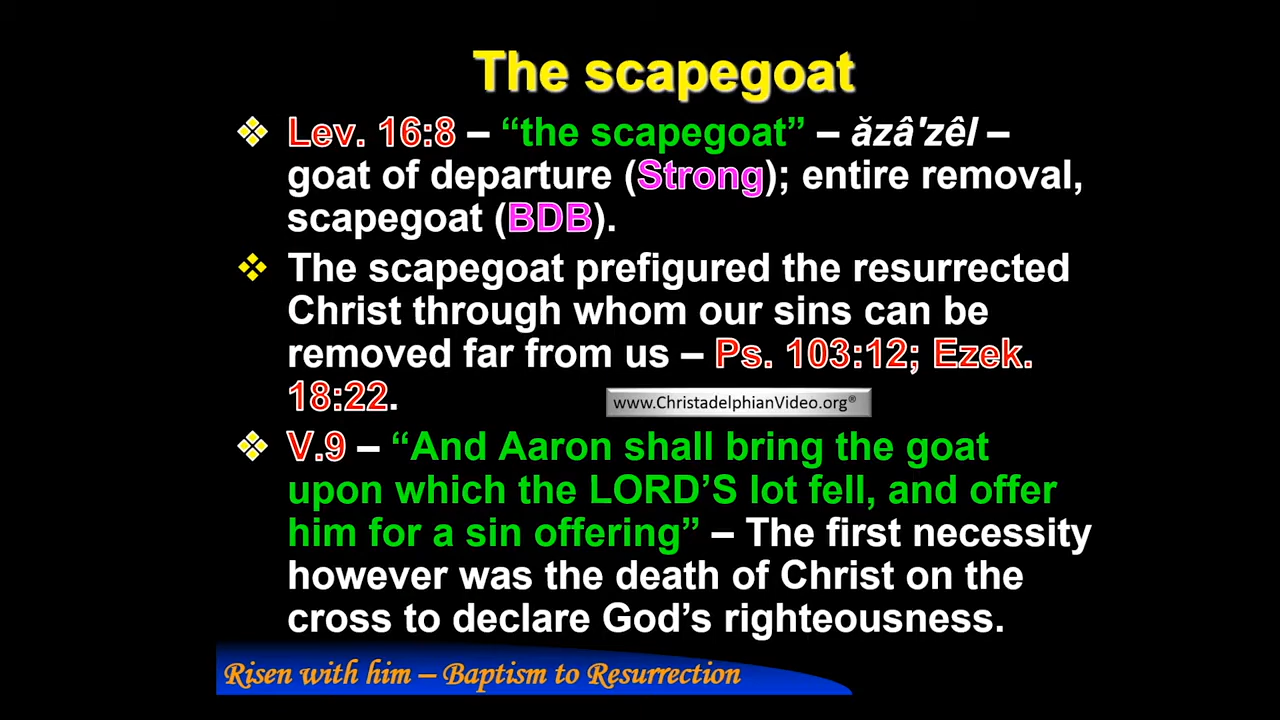 The scapegoat
❖ Lev. 16:8 – “the scapegoat” – ăzâ'zêl –
goat of departure (Strong); entire removal,
scapegoat (BDB).
❖ The scapegoat prefigured the resurrected
Christ through whom our sins can be
removed far from us – Ps. 103:12; Ezek.
18:22.
www.ChristadelphianVideo.org®
❖ V.9 – “And Aaron shall bring the goat
upon which the LORD’S lot fell, and offer
him for a sin offering” – The first necessity
however was the death of Christ on the
cross to declare God’s righteousness.
Risen with him – Baptism to Resurrection